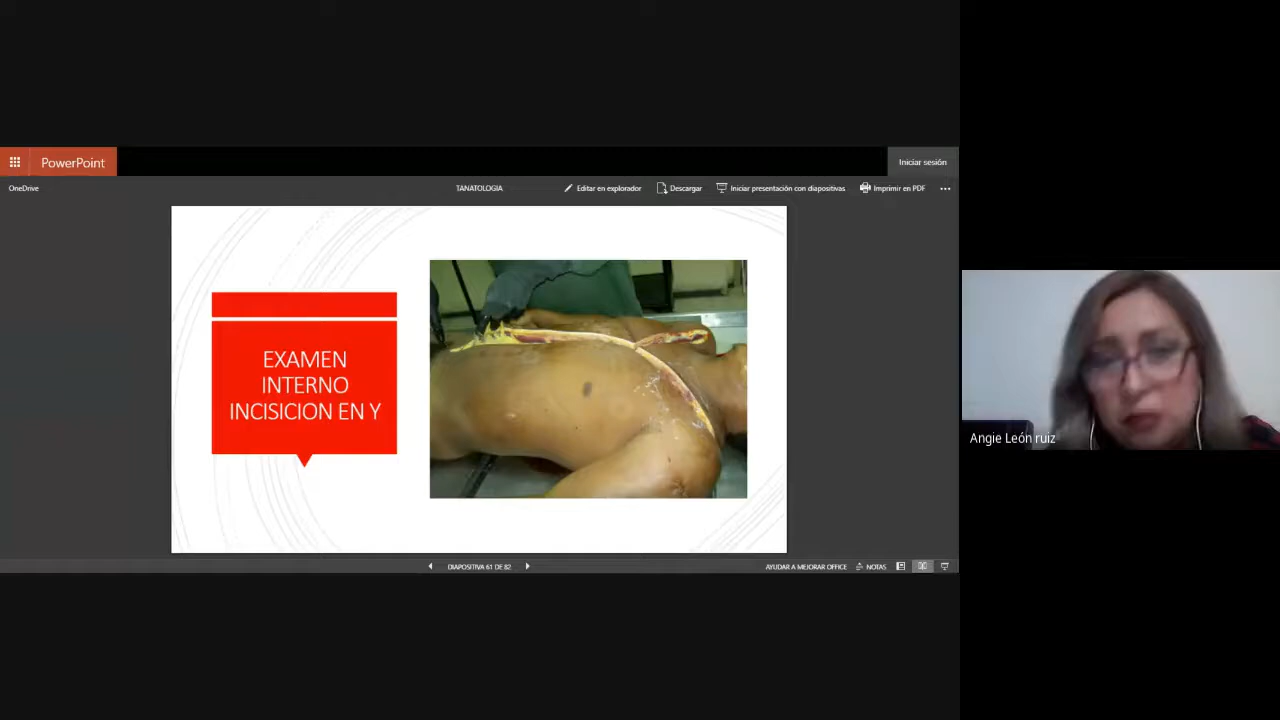 PowerPoint
Iniciar sesión
OneDrive
TANATOLOGIA
Editar en explorador
Descargar
Iniciar presentación con diapositivas
Imprimir en PDF
EXAMEN
INTERNO
INCISICION EN Y
Angie León ruiz
DIAPOSITIVA 61 DE 82
AYUDAR A MEJORAR OFFICE
NOTAS